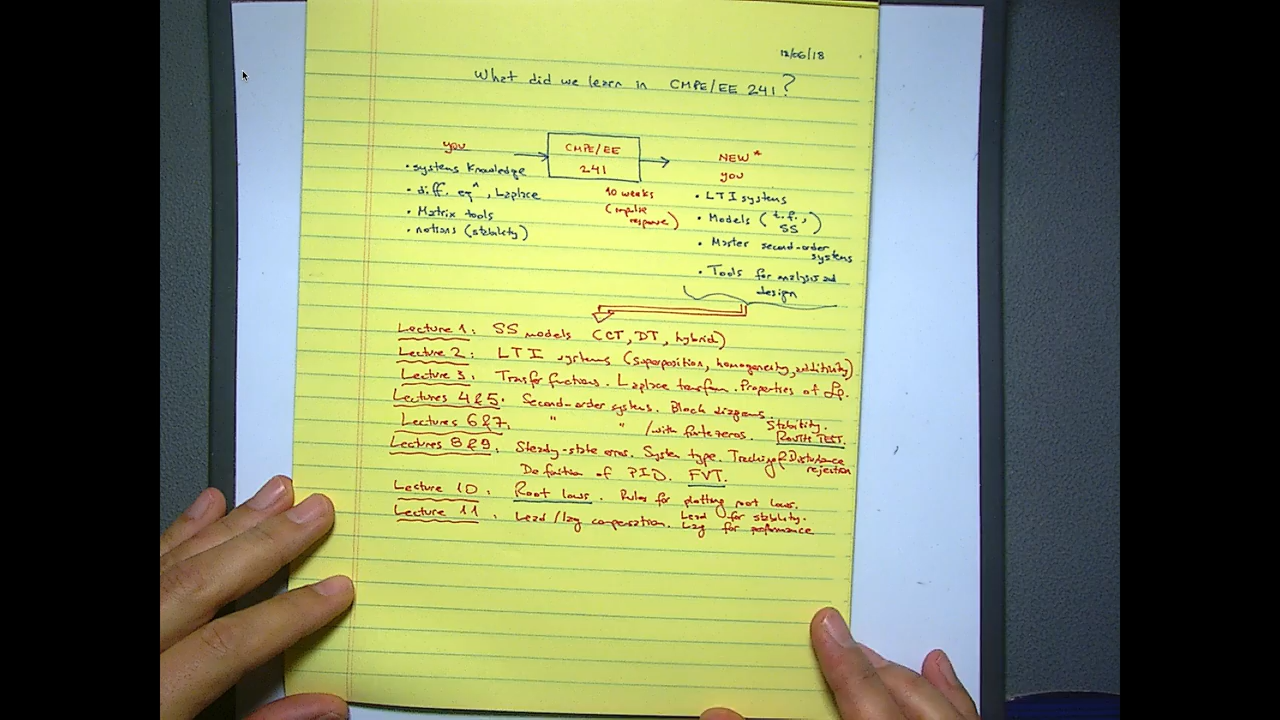 12/06/18
What did we learn in CMPE/EE 241?
you
• systems knowledge
• diff. eqⁿ, Laplace
• Matrix tools
• notions (stability)
CMPE/EE
241
10 weeks
(impulse
response)
NEW*
you
• LTI systems
• Models (t.f.,
SS)
• Master second-order
systems
• Tools for analysis and
design
Lecture 1: SS models (CT, DT, hybrid)
Lecture 2: LTI systems (superposition, homogeneity, additivity)
Lecture 3: Transfer functions. Laplace transform. Properties of Lp.
Lectures 4&5: Second-order systems. Block diagrams.
Lectures 6&7: " " /with finite zeros. Stability.
ROUTH TEST.
Lectures 8&9: Steady-state error. System type. Tracking & Disturbance
rejection
Definition of PID. FVT.
Lecture 10: Root locus. Rules for plotting root locus.
Lecture 11: Lead/lag compensation. Lead for stability.
Lag for performance